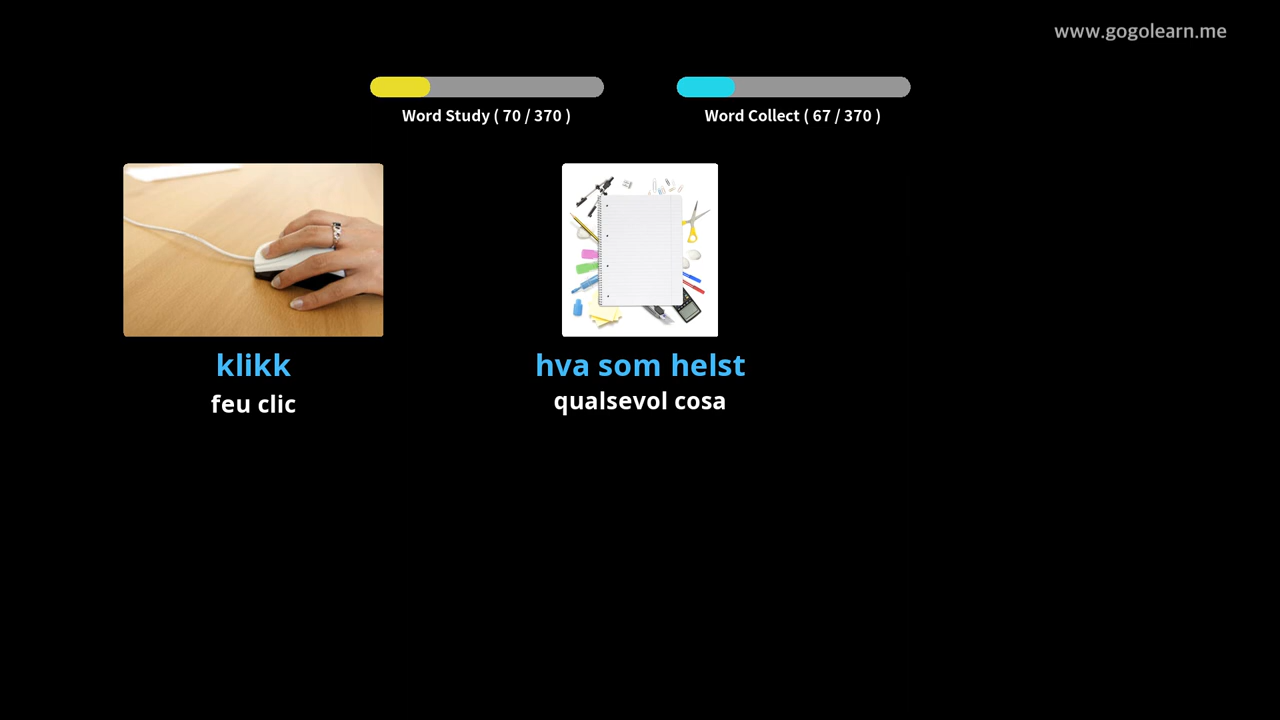 www.gogolearn.me
Word Study ( 70 / 370 )
Word Collect ( 67 / 370 )
klikk
feu clic
hva som helst
qualsevol cosa